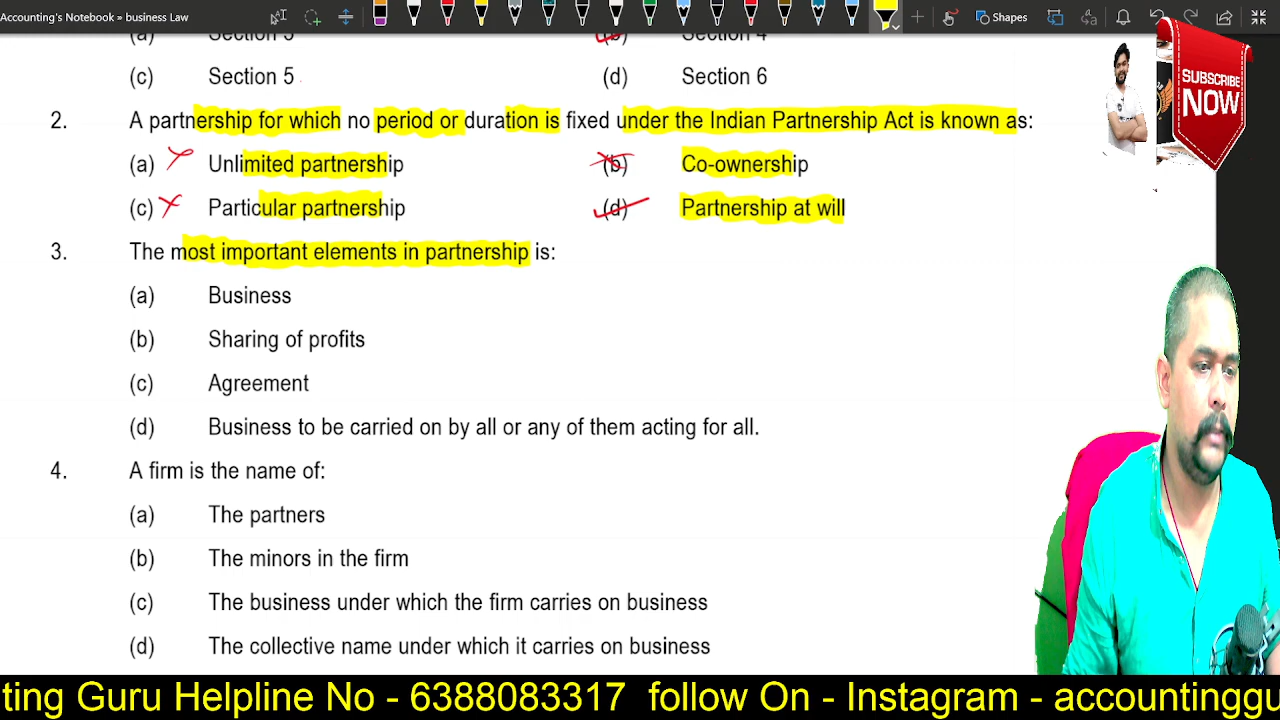 Accounting's Notebook » business Law
Shapes
(a) Section 3 (b) Section 4
(c) Section 5 (d) Section 6
SUBSCRIBE
NOW
2. A partnership for which no period or duration is fixed under the Indian Partnership Act is known as:
(a) Unlimited partnership (b) Co-ownership
(c) Particular partnership (d) Partnership at will
3. The most important elements in partnership is:
(a) Business
(b) Sharing of profits
(c) Agreement
(d) Business to be carried on by all or any of them acting for all.
4. A firm is the name of:
(a) The partners
(b) The minors in the firm
(c) The business under which the firm carries on business
(d) The collective name under which it carries on business
ting Guru Helpline No - 6388083317 follow On - Instagram - accountinggu